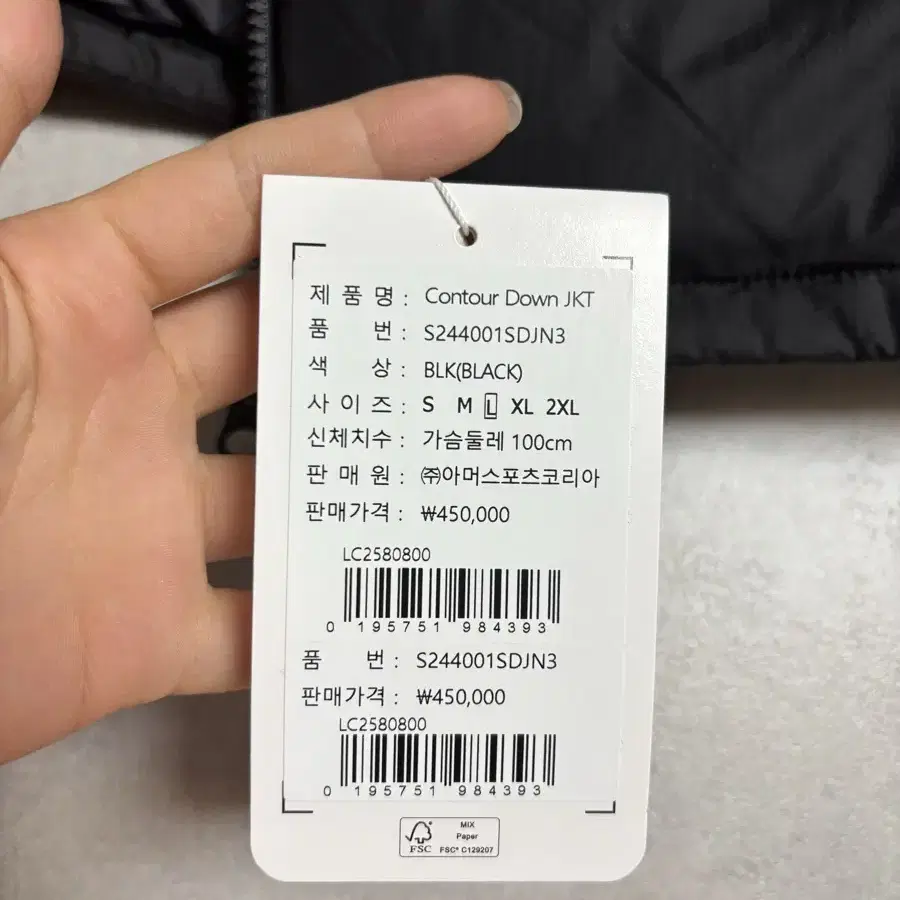 제 품 명 : Contour Down JKT
품 번 : S244001SDJN3
색 상 : BLK(BLACK)
사 이 즈 : S M L XL 2XL
신체치수 : 가슴둘레 100cm
판 매 원 : ㈜아머스포츠코리아
판매가격 : ₩450,000
LC2580800
0 195751 984393
품 번 : S244001SDJN3
판매가격 : ₩450,000
LC2580800
0 195751 984393
MIX
Paper
FSC
FSC® C129207